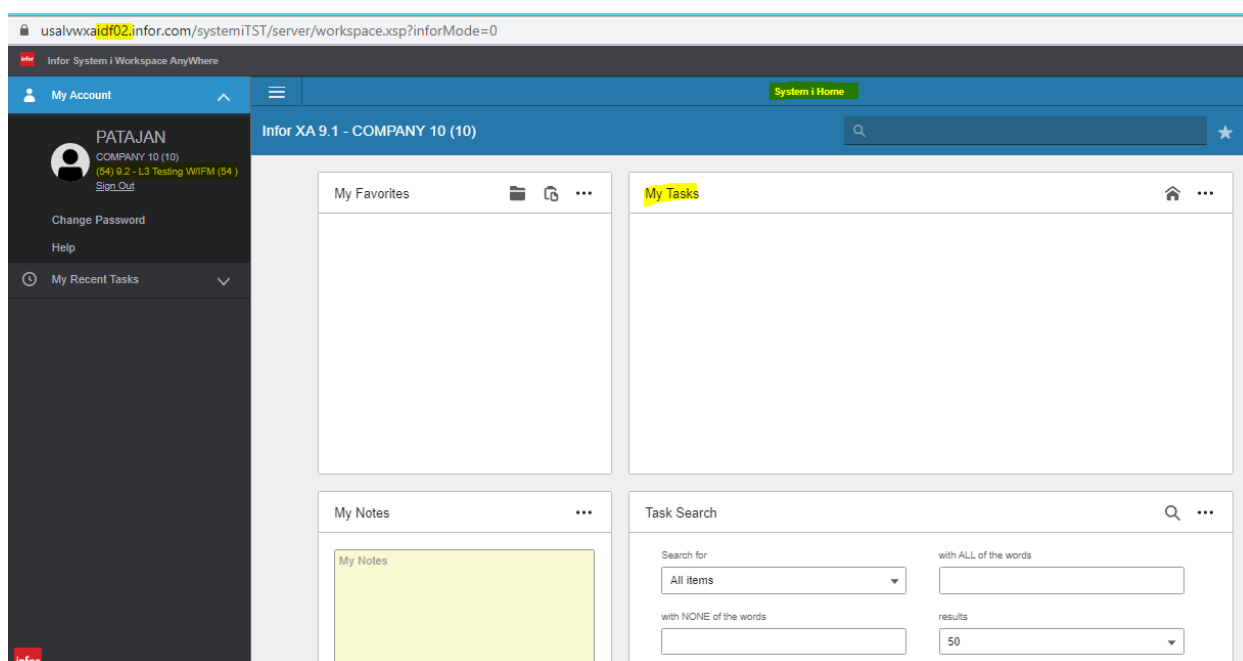 usalvwxaidf02.infor.com/systemiTST/server/workspace.xsp?inforMode=0
infor Infor System i Workspace AnyWhere
My Account
System i Home
PATAJAN
COMPANY 10 (10)
(54) 9.2 - L3 Testing W/IFM (54 )
Sign Out
Change Password
Help
My Recent Tasks
Infor XA 9.1 - COMPANY 10 (10)
My Favorites
My Tasks
My Notes
My Notes
Task Search
Search for
with ALL of the words
All items
with NONE of the words
results
50
infor